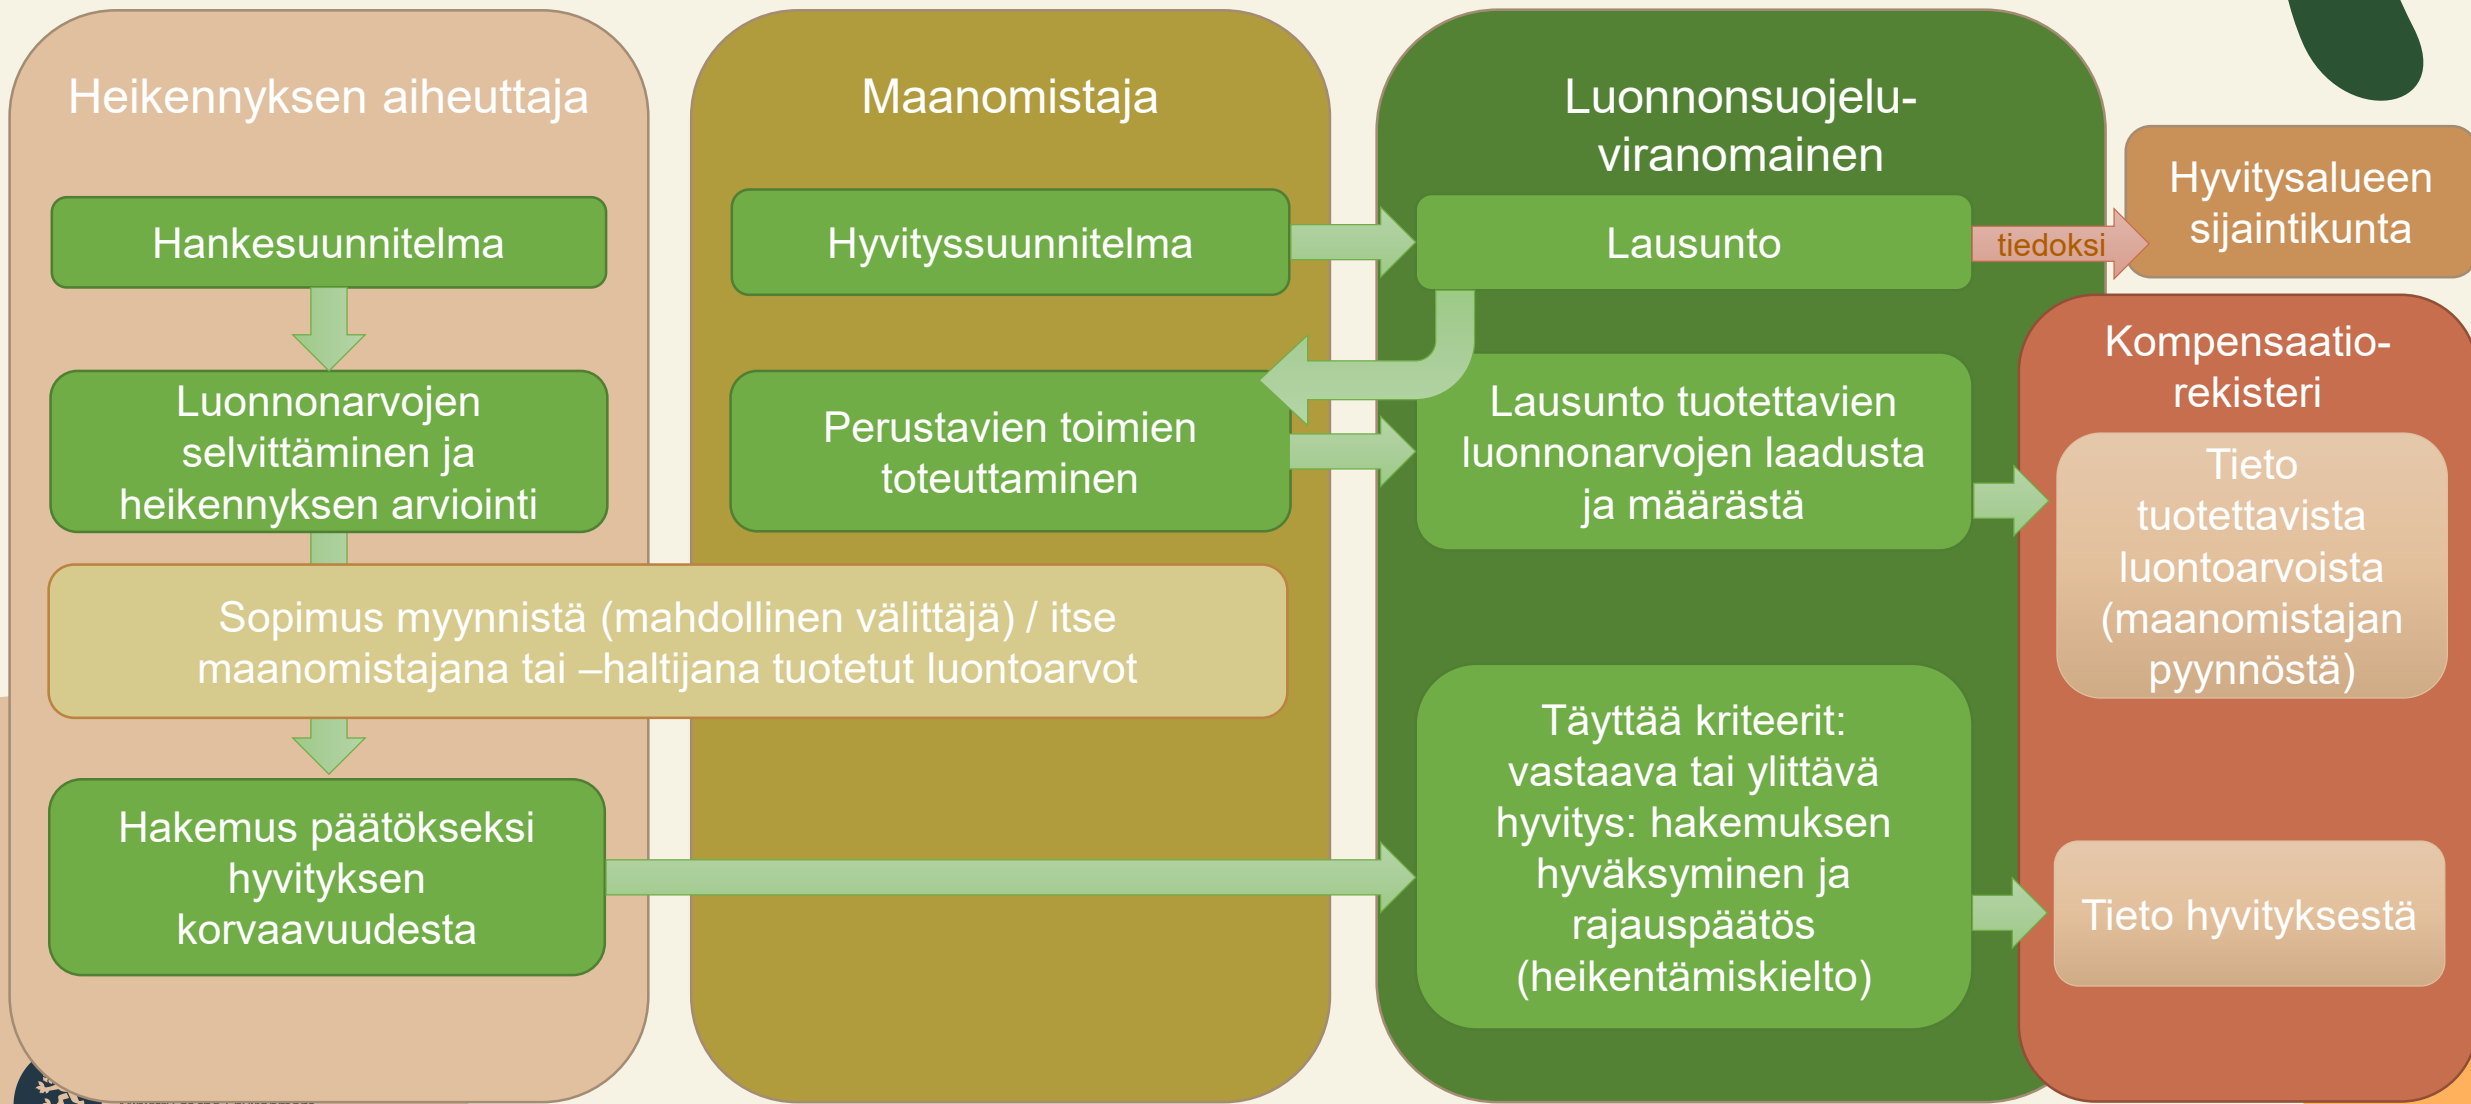 Heikennyksen aiheuttaja
Hankesuunnitelma
Luonnonarvojen
selvittäminen ja
heikennyksen arviointi
Sopimus myynnistä (mahdollinen välittäjä) / itse
maanomistajana tai –haltijana tuotetut luontoarvot
Hakemus päätökseksi
hyvityksen
korvaavuudesta
Maanomistaja
Hyvityssuunnitelma
Perustavien toimien
toteuttaminen
Luonnonsuojelu-
viranomainen
Lausunto
tiedoksi
Lausunto tuotettavien
luonnonarvojen laadusta
ja määrästä
Täyttää kriteerit:
vastaava tai ylittävä
hyvitys: hakemuksen
hyväksyminen ja
rajauspäätös
(heikentämiskielto)
Hyvitysalueen
sijaintikunta
Kompensaatio-
rekisteri
Tieto
tuotettavista
luontoarvoista
(maanomistajan
pyynnöstä)
Tieto hyvityksestä